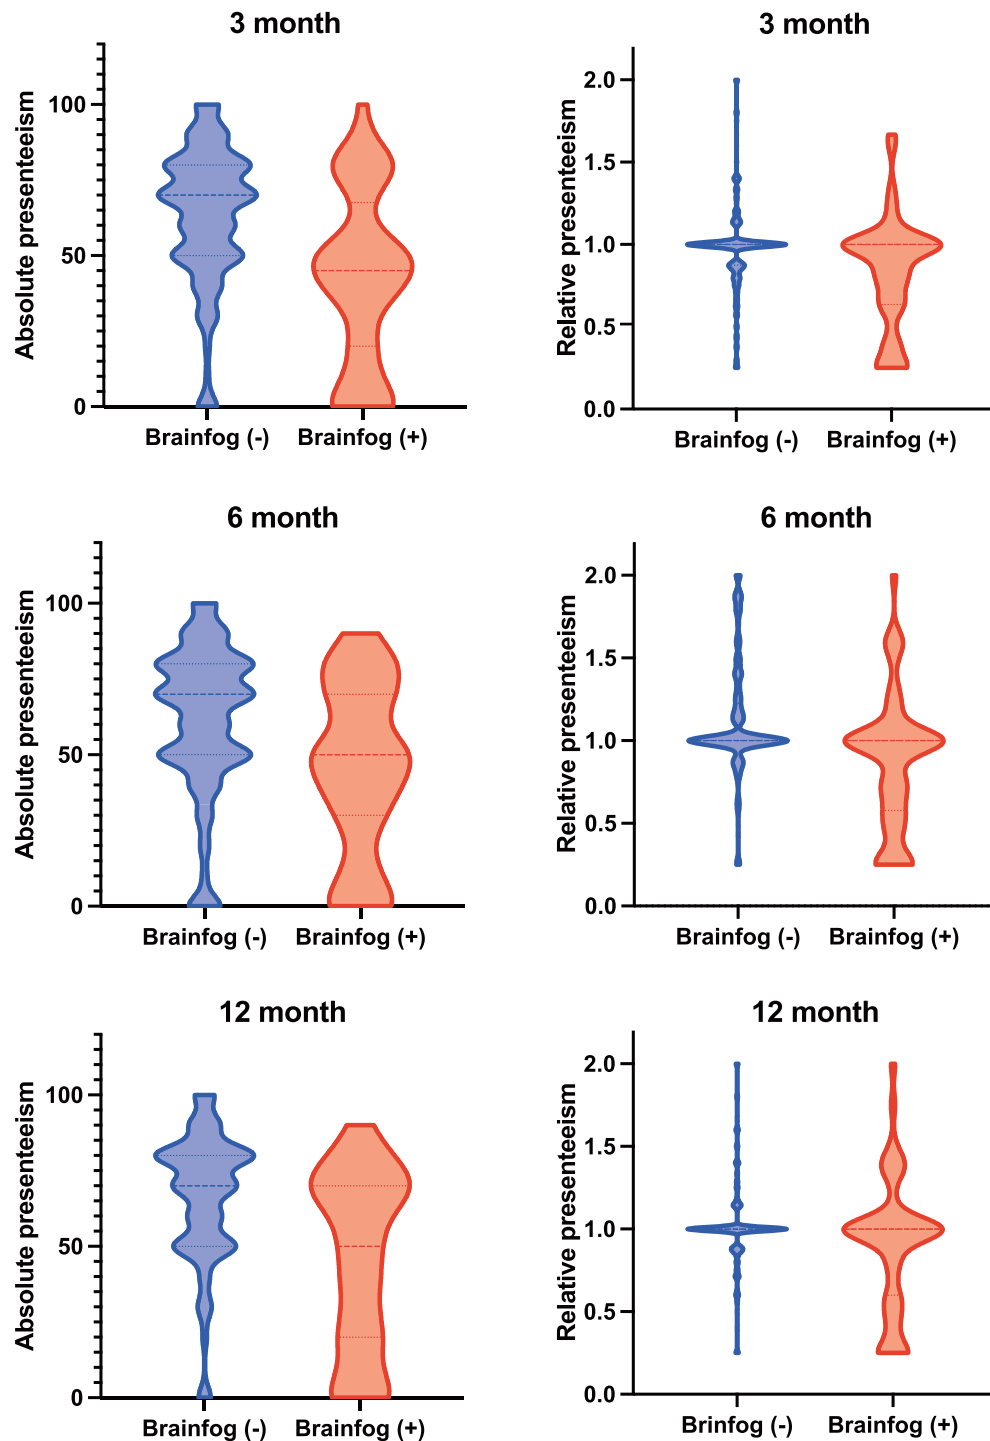 3 month
Absolute presenteeism
100
50
0
Brainfog (-) Brainfog (+)
3 month
Relative presenteeism
2.0
1.5
1.0
0.5
0.0
Brainfog (-) Brainfog (+)
6 month
Absolute presenteeism
100
50
0
Brainfog (-) Brainfog (+)
6 month
Relative presenteeism
2.0
1.5
1.0
0.5
0.0
Brainfog (-) Brainfog (+)
12 month
Absolute presenteeism
100
50
0
Brainfog (-) Brainfog (+)
12 month
Relative presenteeism
2.0
1.5
1.0
0.5
0.0
Brinfog (-) Brainfog (+)